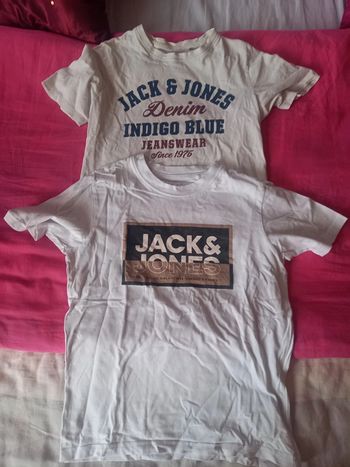 JACK & JONES
Denim
INDIGO BLUE
JEANSWEAR
Since 1975
JACK&
JONES